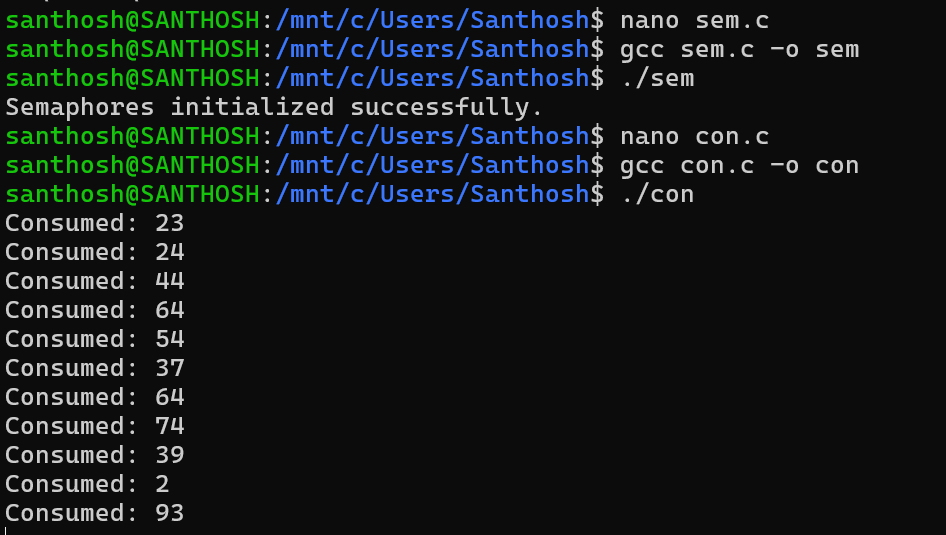 santhosh@SANTHOSH:/mnt/c/Users/Santhosh$ nano sem.c
santhosh@SANTHOSH:/mnt/c/Users/Santhosh$ gcc sem.c -o sem
santhosh@SANTHOSH:/mnt/c/Users/Santhosh$ ./sem
Semaphores initialized successfully.
santhosh@SANTHOSH:/mnt/c/Users/Santhosh$ nano con.c
santhosh@SANTHOSH:/mnt/c/Users/Santhosh$ gcc con.c -o con
santhosh@SANTHOSH:/mnt/c/Users/Santhosh$ ./con
Consumed: 23
Consumed: 24
Consumed: 44
Consumed: 64
Consumed: 54
Consumed: 37
Consumed: 64
Consumed: 74
Consumed: 39
Consumed: 2
Consumed: 93